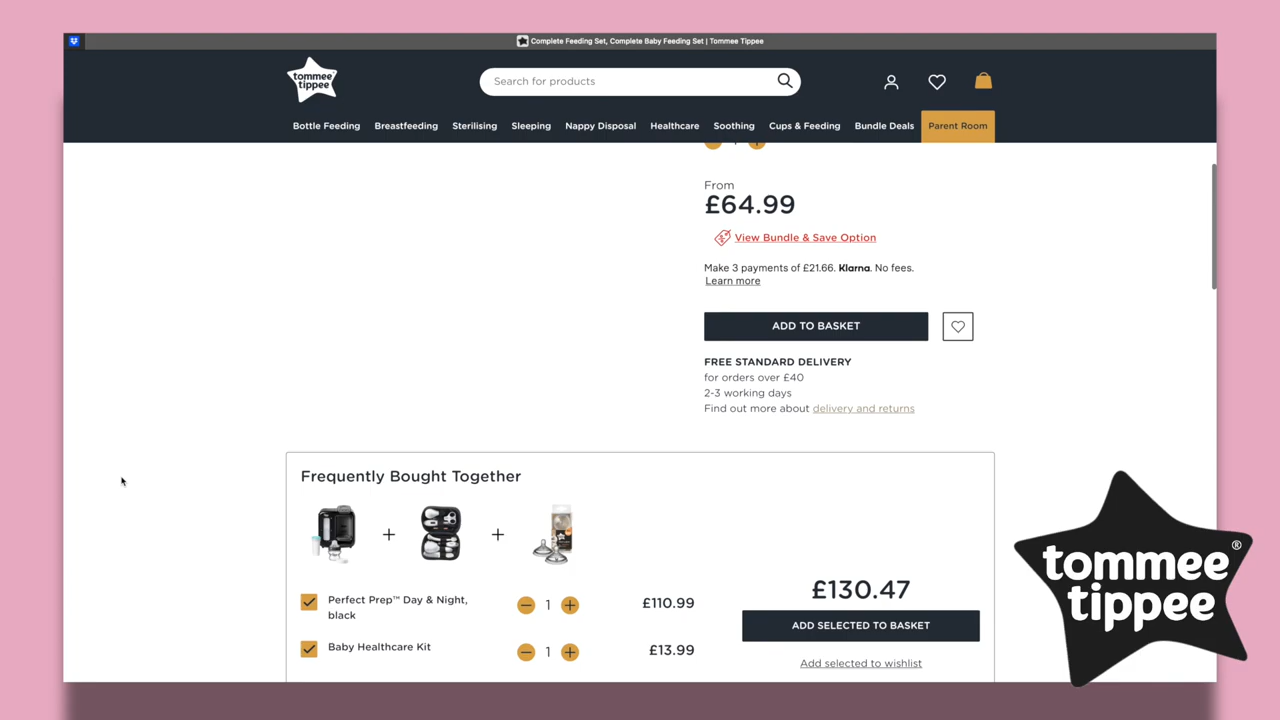 Complete Feeding Set, Complete Baby Feeding Set | Tommee Tippee
tommee
tippee
Search for products
Bottle Feeding
Breastfeeding
Sterilising
Sleeping
Nappy Disposal
Healthcare
Soothing
Cups & Feeding
Bundle Deals
Parent Room
From
£64.99
View Bundle & Save Option
Make 3 payments of £21.66. Klarna. No fees.
Learn more
ADD TO BASKET
FREE STANDARD DELIVERY
for orders over £40
2-3 working days
Find out more about delivery and returns
Frequently Bought Together
+
+
Perfect Prep™ Day & Night,
black
1
£110.99
Baby Healthcare Kit
1
£13.99
£130.47
ADD SELECTED TO BASKET
Add selected to wishlist
tommee
tippee®